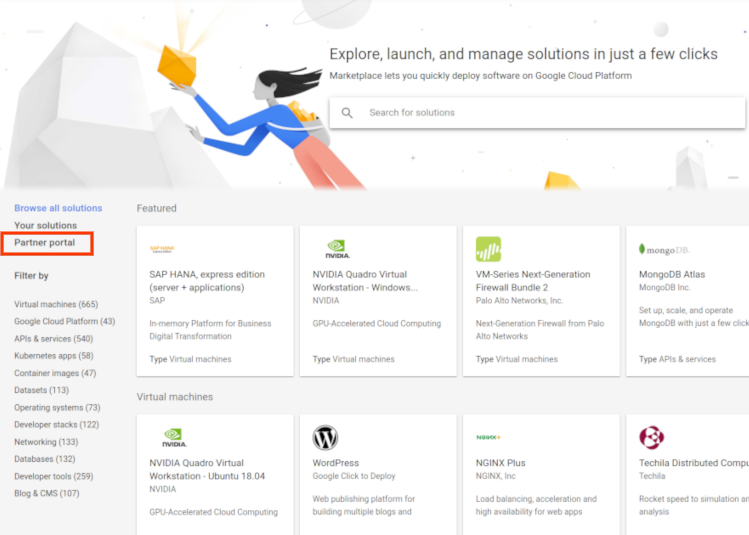 Explore, launch, and manage solutions in just a few clicks
Marketplace lets you quickly deploy software on Google Cloud Platform
Search for solutions
Browse all solutions
Your solutions
Partner portal
Filter by
Virtual machines (665)
Google Cloud Platform (43)
APIs & services (540)
Kubernetes apps (58)
Container images (47)
Datasets (113)
Operating systems (73)
Developer stacks (122)
Networking (133)
Databases (132)
Developer tools (259)
Blog & CMS (107)
Featured
SAP HANA
SAP HANA, express edition
(server + applications)
SAP
In-memory Platform for Business
Digital Transformation
Type Virtual machines
NVIDIA.
NVIDIA Quadro Virtual
Workstation - Windows...
NVIDIA
GPU-Accelerated Cloud Computing
Type Virtual machines
VM-Series Next-Generation
Firewall Bundle 2
Palo Alto Networks, Inc.
Next-Generation Firewall from Palo
Alto Networks
Type Virtual machines
mongoDB.
MongoDB Atlas
MongoDB Inc.
Set up, scale, and operate
MongoDB with just a few click
Type APIs & services
Virtual machines
NVIDIA.
NVIDIA Quadro Virtual
Workstation - Ubuntu 18.04
NVIDIA
GPU-Accelerated Cloud Computing
WordPress
Google Click to Deploy
Web publishing platform for
building multiple blogs and
NGINX+
NGINX Plus
NGINX, Inc
Load balancing, acceleration and
high availability for web apps
Techila Distributed Compu
Techila
Rocket speed to simulation an
analysis